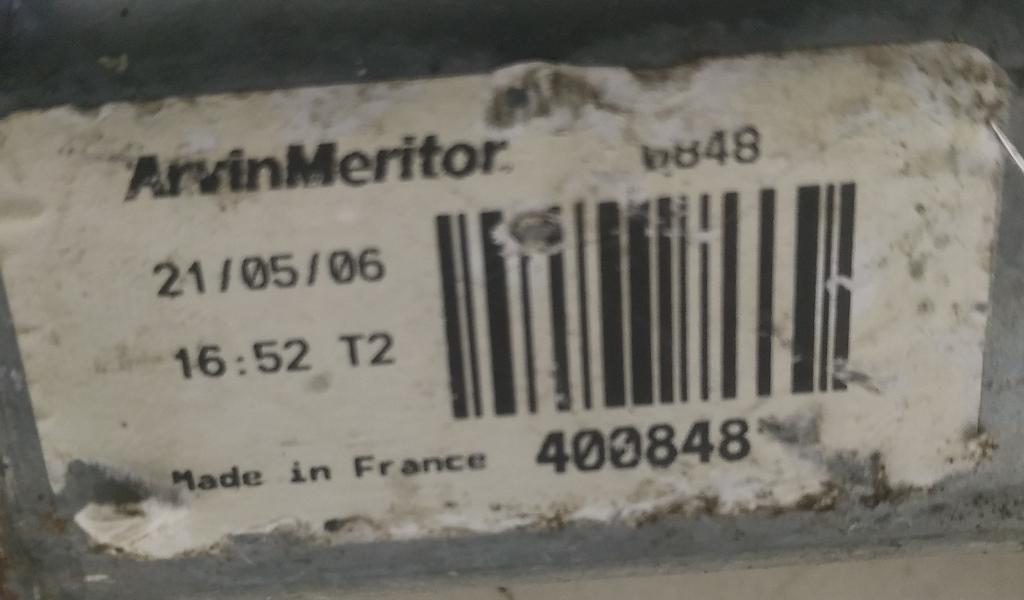 ArvinMeritor
21/05/06
16:52 T2
Made in France
400848